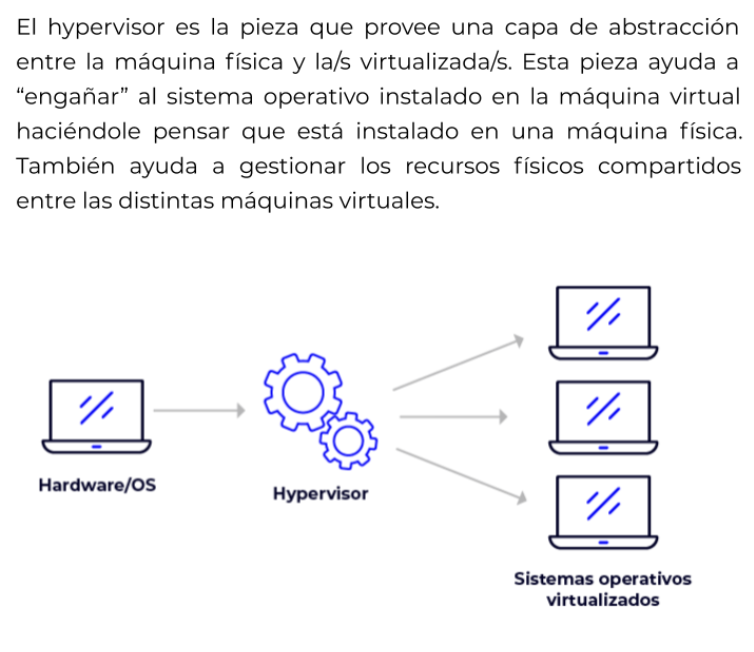 El hypervisor es la pieza que provee una capa de abstracción
entre la máquina física y la/s virtualizada/s. Esta pieza ayuda a
“engañar” al sistema operativo instalado en la máquina virtual
haciéndole pensar que está instalado en una máquina física.
También ayuda a gestionar los recursos físicos compartidos
entre las distintas máquinas virtuales.
Hardware/OS
Hypervisor
Sistemas operativos
virtualizados